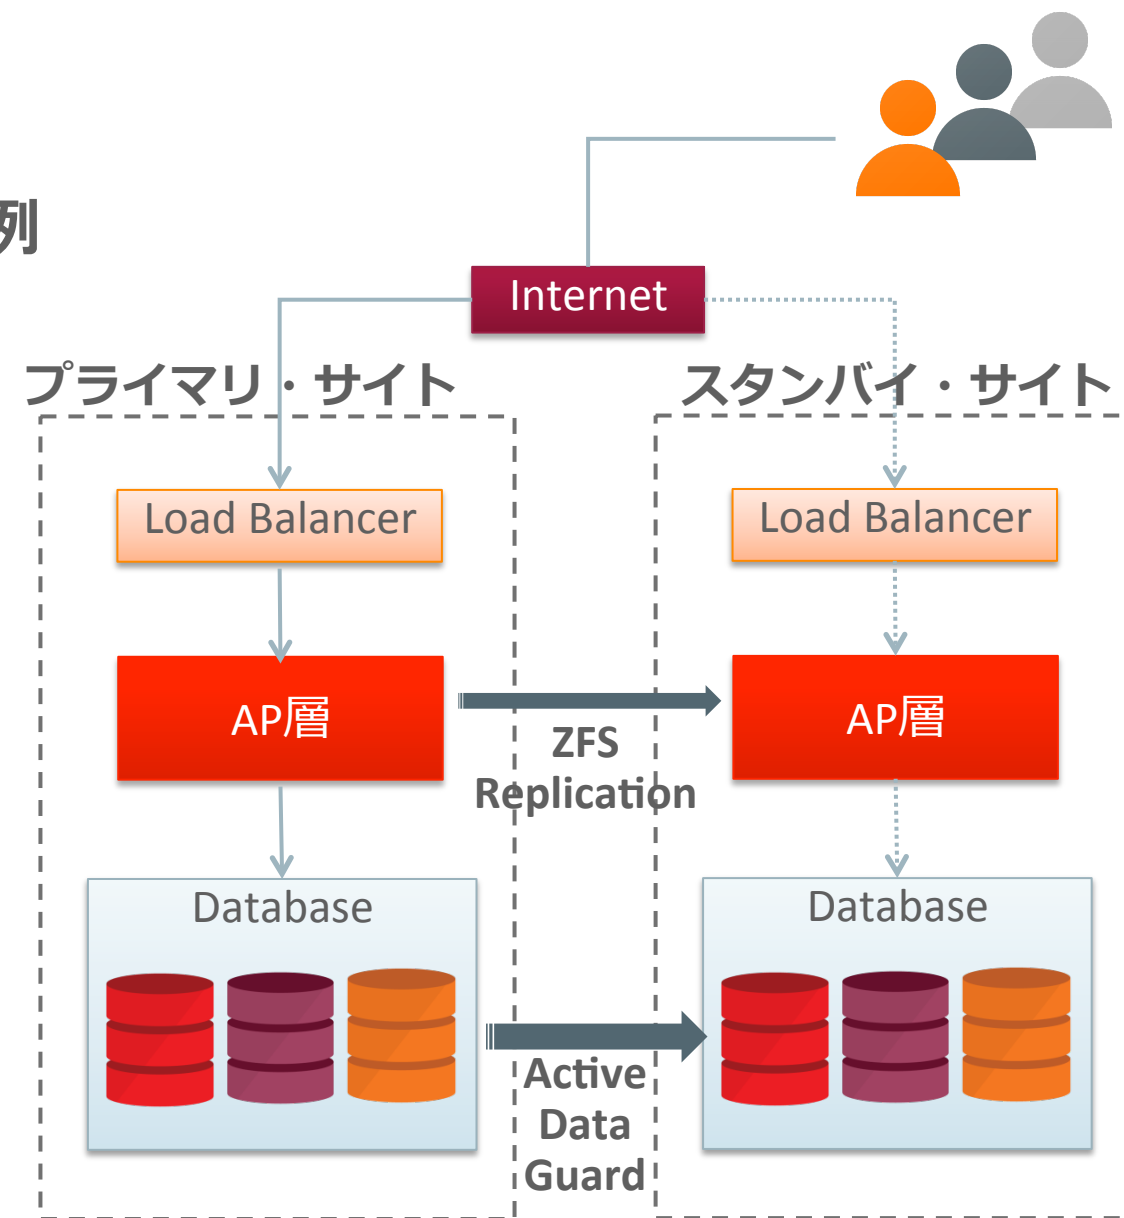 例
Internet
プライマリ・サイト
スタンバイ・サイト
Load Balancer
Load Balancer
AP層
AP層
ZFS
Replication
Database
Database
Active
Data
Guard